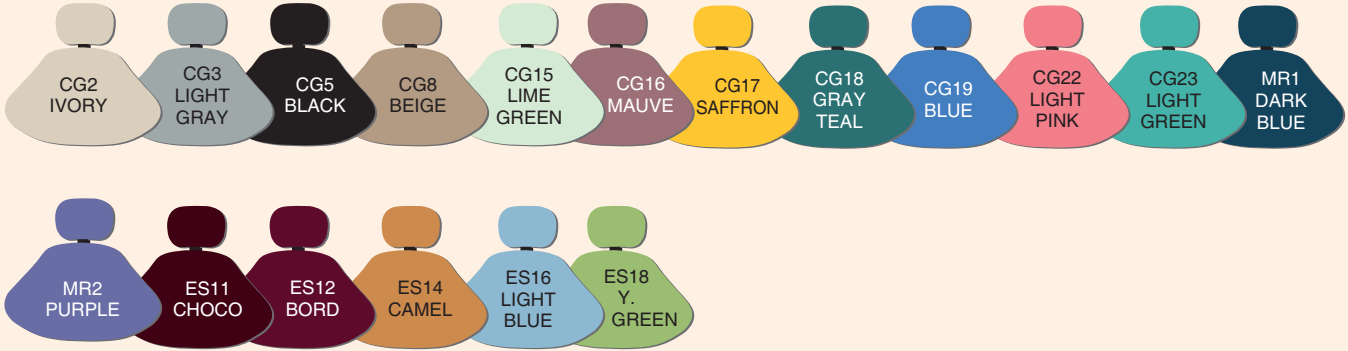 CG2
IVORY
CG3
LIGHT
GRAY
CG5
BLACK
CG8
BEIGE
CG15
LIME
GREEN
CG16
MAUVE
CG17
SAFFRON
CG18
GRAY
TEAL
CG19
BLUE
CG22
LIGHT
PINK
CG23
LIGHT
GREEN
MR1
DARK
BLUE
MR2
PURPLE
ES11
CHOCO
ES12
BORD
ES14
CAMEL
ES16
LIGHT
BLUE
ES18
Y.
GREEN